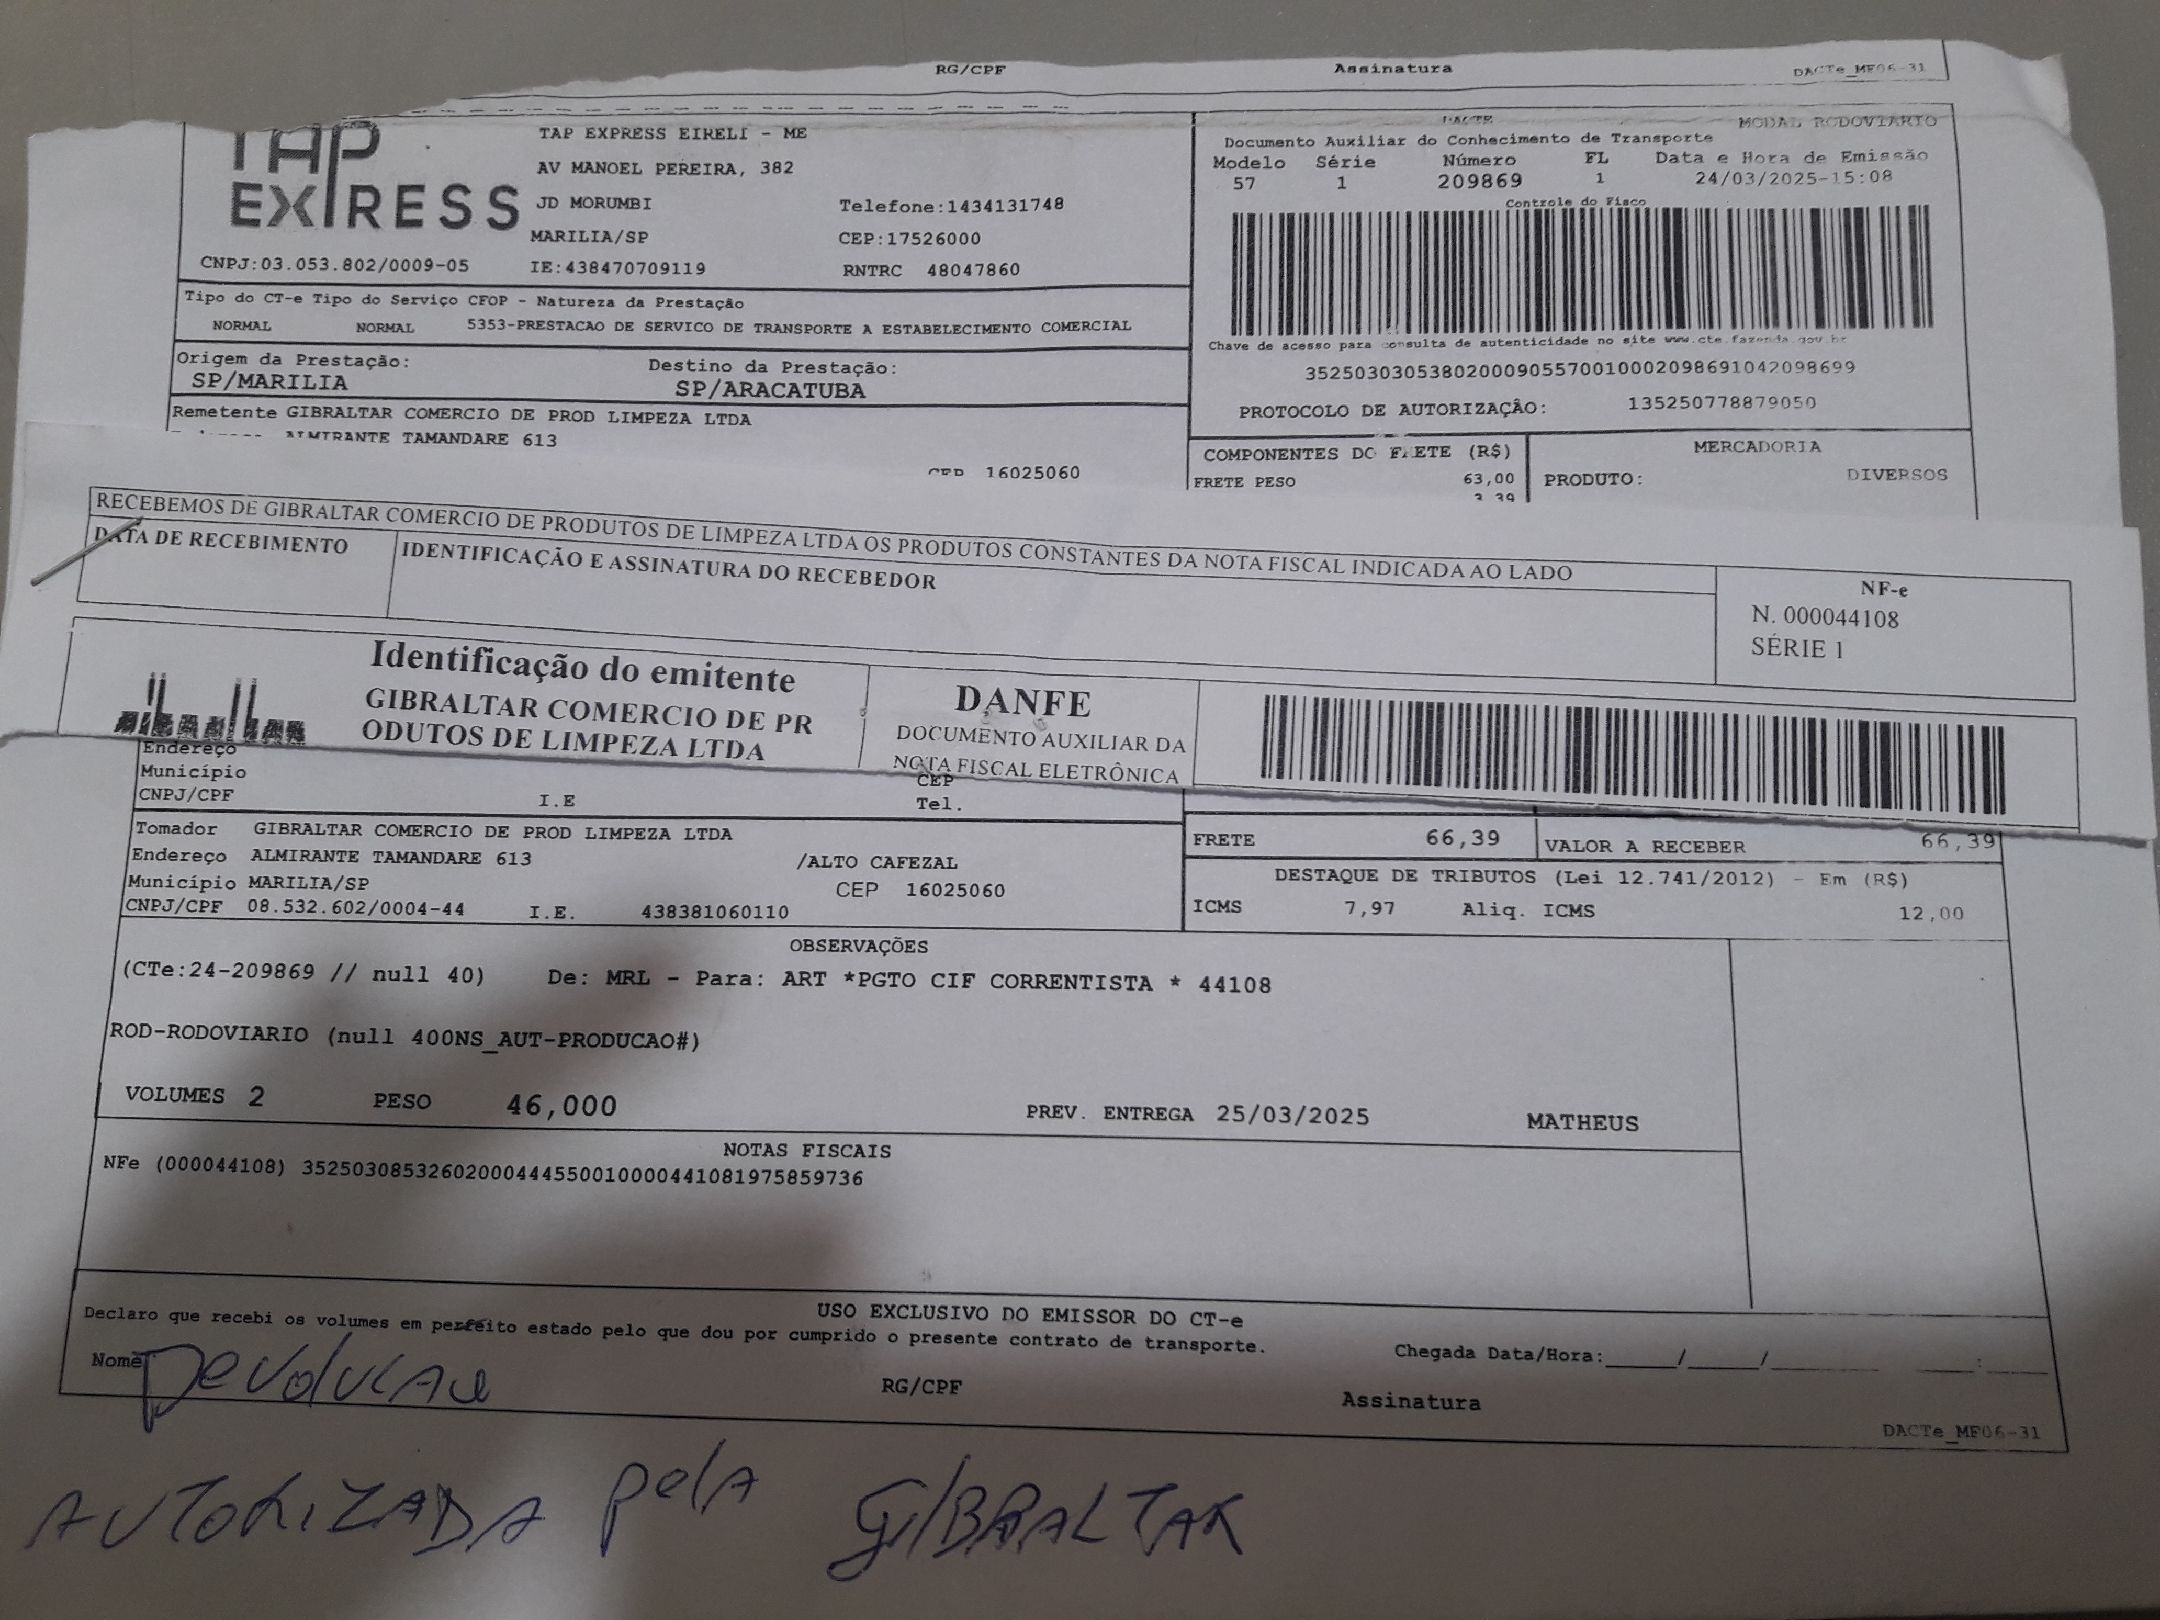 RG/CPF Assinatura DACTe_MF06-31
TAP EXPRESS
TAP EXPRESS EIRELI - ME
AV MANOEL PEREIRA, 382
JD MORUMBI Telefone:1434131748
MARILIA/SP CEP:17526000
CNPJ:03.053.802/0009-05 IE:438470709119 RNTRC 48047860
DACTE MODAL RODOVIARIO
Documento Auxiliar do Conhecimento de Transporte
Modelo Série Número FL Data e Hora de Emissão
57 1 209869 1 24/03/2025-15:08
Controle do Fisco
Chave de acesso para consulta de autenticidade no site www.cte.fazenda.gov.br
35250303053802000905570010002098691042098699
PROTOCOLO DE AUTORIZAÇÃO: 135250778879050
Tipo do CT-e Tipo do Serviço CFOP - Natureza da Prestação
NORMAL NORMAL 5353-PRESTACAO DE SERVICO DE TRANSPORTE A ESTABELECIMENTO COMERCIAL
Origem da Prestação: Destino da Prestação:
SP/MARILIA SP/ARACATUBA
Remetente GIBRALTAR COMERCIO DE PROD LIMPEZA LTDA
ALMIRANTE TAMANDARE 613
CEP 16025060
COMPONENTES DO FRETE (R$) MERCADORIA
FRETE PESO 63,00 PRODUTO: DIVERSOS
3,39
RECEBEMOS DE GIBRALTAR COMERCIO DE PRODUTOS DE LIMPEZA LTDA OS PRODUTOS CONSTANTES DA NOTA FISCAL INDICADA AO LADO
DATA DE RECEBIMENTO IDENTIFICAÇÃO E ASSINATURA DO RECEBEDOR
NF-e
N. 000044108
SÉRIE 1
Identificação do emitente
GIBRALTAR COMERCIO DE PR
ODUTOS DE LIMPEZA LTDA
DANFE
DOCUMENTO AUXILIAR DA
NOTA FISCAL ELETRÔNICA
Endereço
Município CEP
CNPJ/CPF I.E Tel.
Tomador GIBRALTAR COMERCIO DE PROD LIMPEZA LTDA
Endereço ALMIRANTE TAMANDARE 613 /ALTO CAFEZAL
Município MARILIA/SP CEP 16025060
CNPJ/CPF 08.532.602/0004-44 I.E. 438381060110
FRETE 66,39 VALOR A RECEBER 66,39
DESTAQUE DE TRIBUTOS (Lei 12.741/2012) - Em (R$)
ICMS 7,97 Aliq. ICMS 12,00
OBSERVAÇÕES
(CTe:24-209869 // null 40) De: MRL - Para: ART *PGTO CIF CORRENTISTA * 44108
ROD-RODOVIARIO (null 400NS_AUT-PRODUCAO#)
VOLUMES 2 PESO 46,000 PREV. ENTREGA 25/03/2025 MATHEUS
NOTAS FISCAIS
NFe (000044108) 35250308532602000444550010000441081975859736
USO EXCLUSIVO DO EMISSOR DO CT-e
Declaro que recebi os volumes em perfeito estado pelo que dou por cumprido o presente contrato de transporte.
Nome Chegada Data/Hora:_____/_____/_______ ____:____
Devolucao
RG/CPF Assinatura
DACTe_MF06-31
AUTORIZADA pela GIBRALTAR